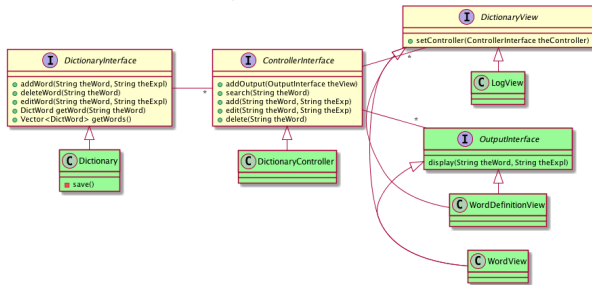 I DictionaryView
setController(ControllerInterface theController)
I DictionaryInterface
addWord(String theWord, String theExpl)
deleteWord(String theWord)
editWord(String theWord, String theExpl)
DictWord getWord(String theWord)
Vector<DictWord> getWords()
*
I ControllerInterface
addOutput(OutputInterface theView)
search(String theWord)
add(String theWord, String theExp)
edit(String theWord, String theExp)
delete(String theWord)
*
C LogView
*
I OutputInterface
display(String theWord, String theExpl)
C Dictionary
save()
C DictionaryController
C WordDefinitionView
C WordView